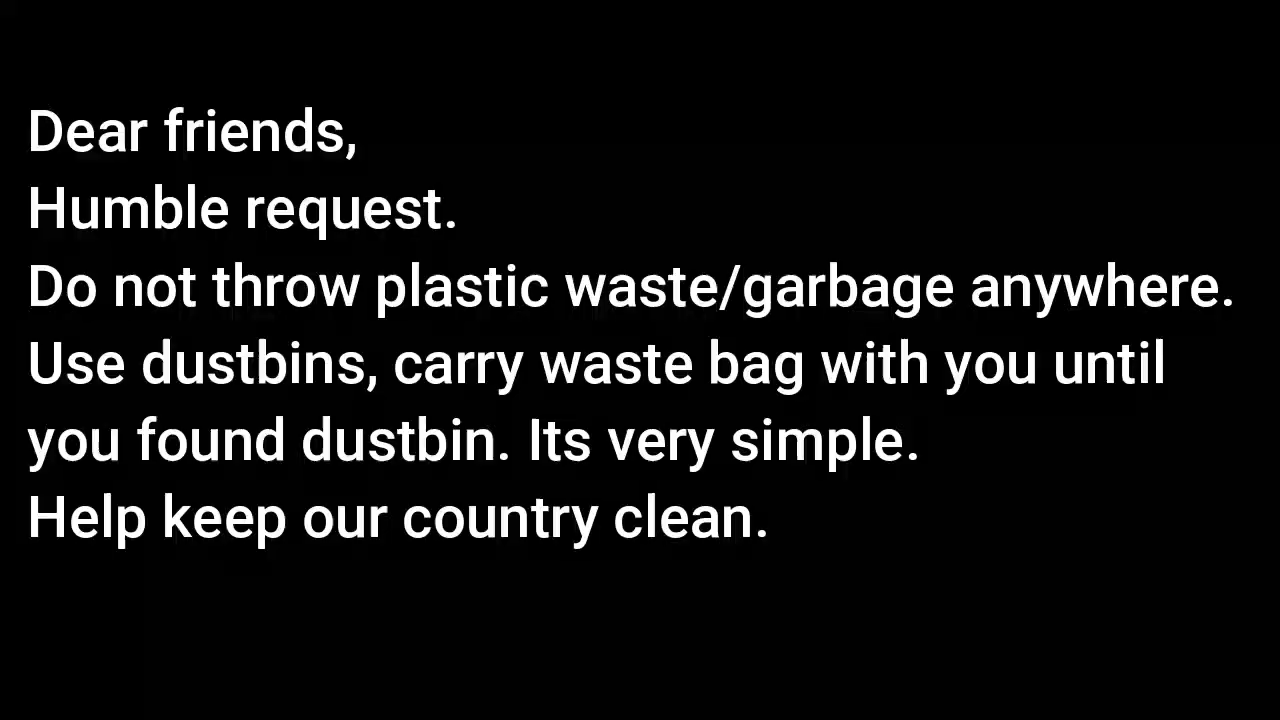 Dear friends,
Humble request.
Do not throw plastic waste/garbage anywhere.
Use dustbins, carry waste bag with you until
you found dustbin. Its very simple.
Help keep our country clean.